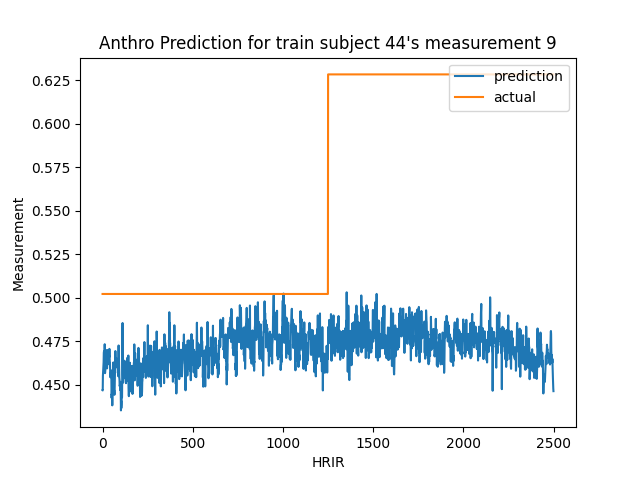 Anthro Prediction for train subject 44's measurement 9
prediction
actual
0.625
0.600
0.575
0.550
0.525
0.500
0.475
0.450
Measurement
0
500
1000
1500
2000
2500
HRIR